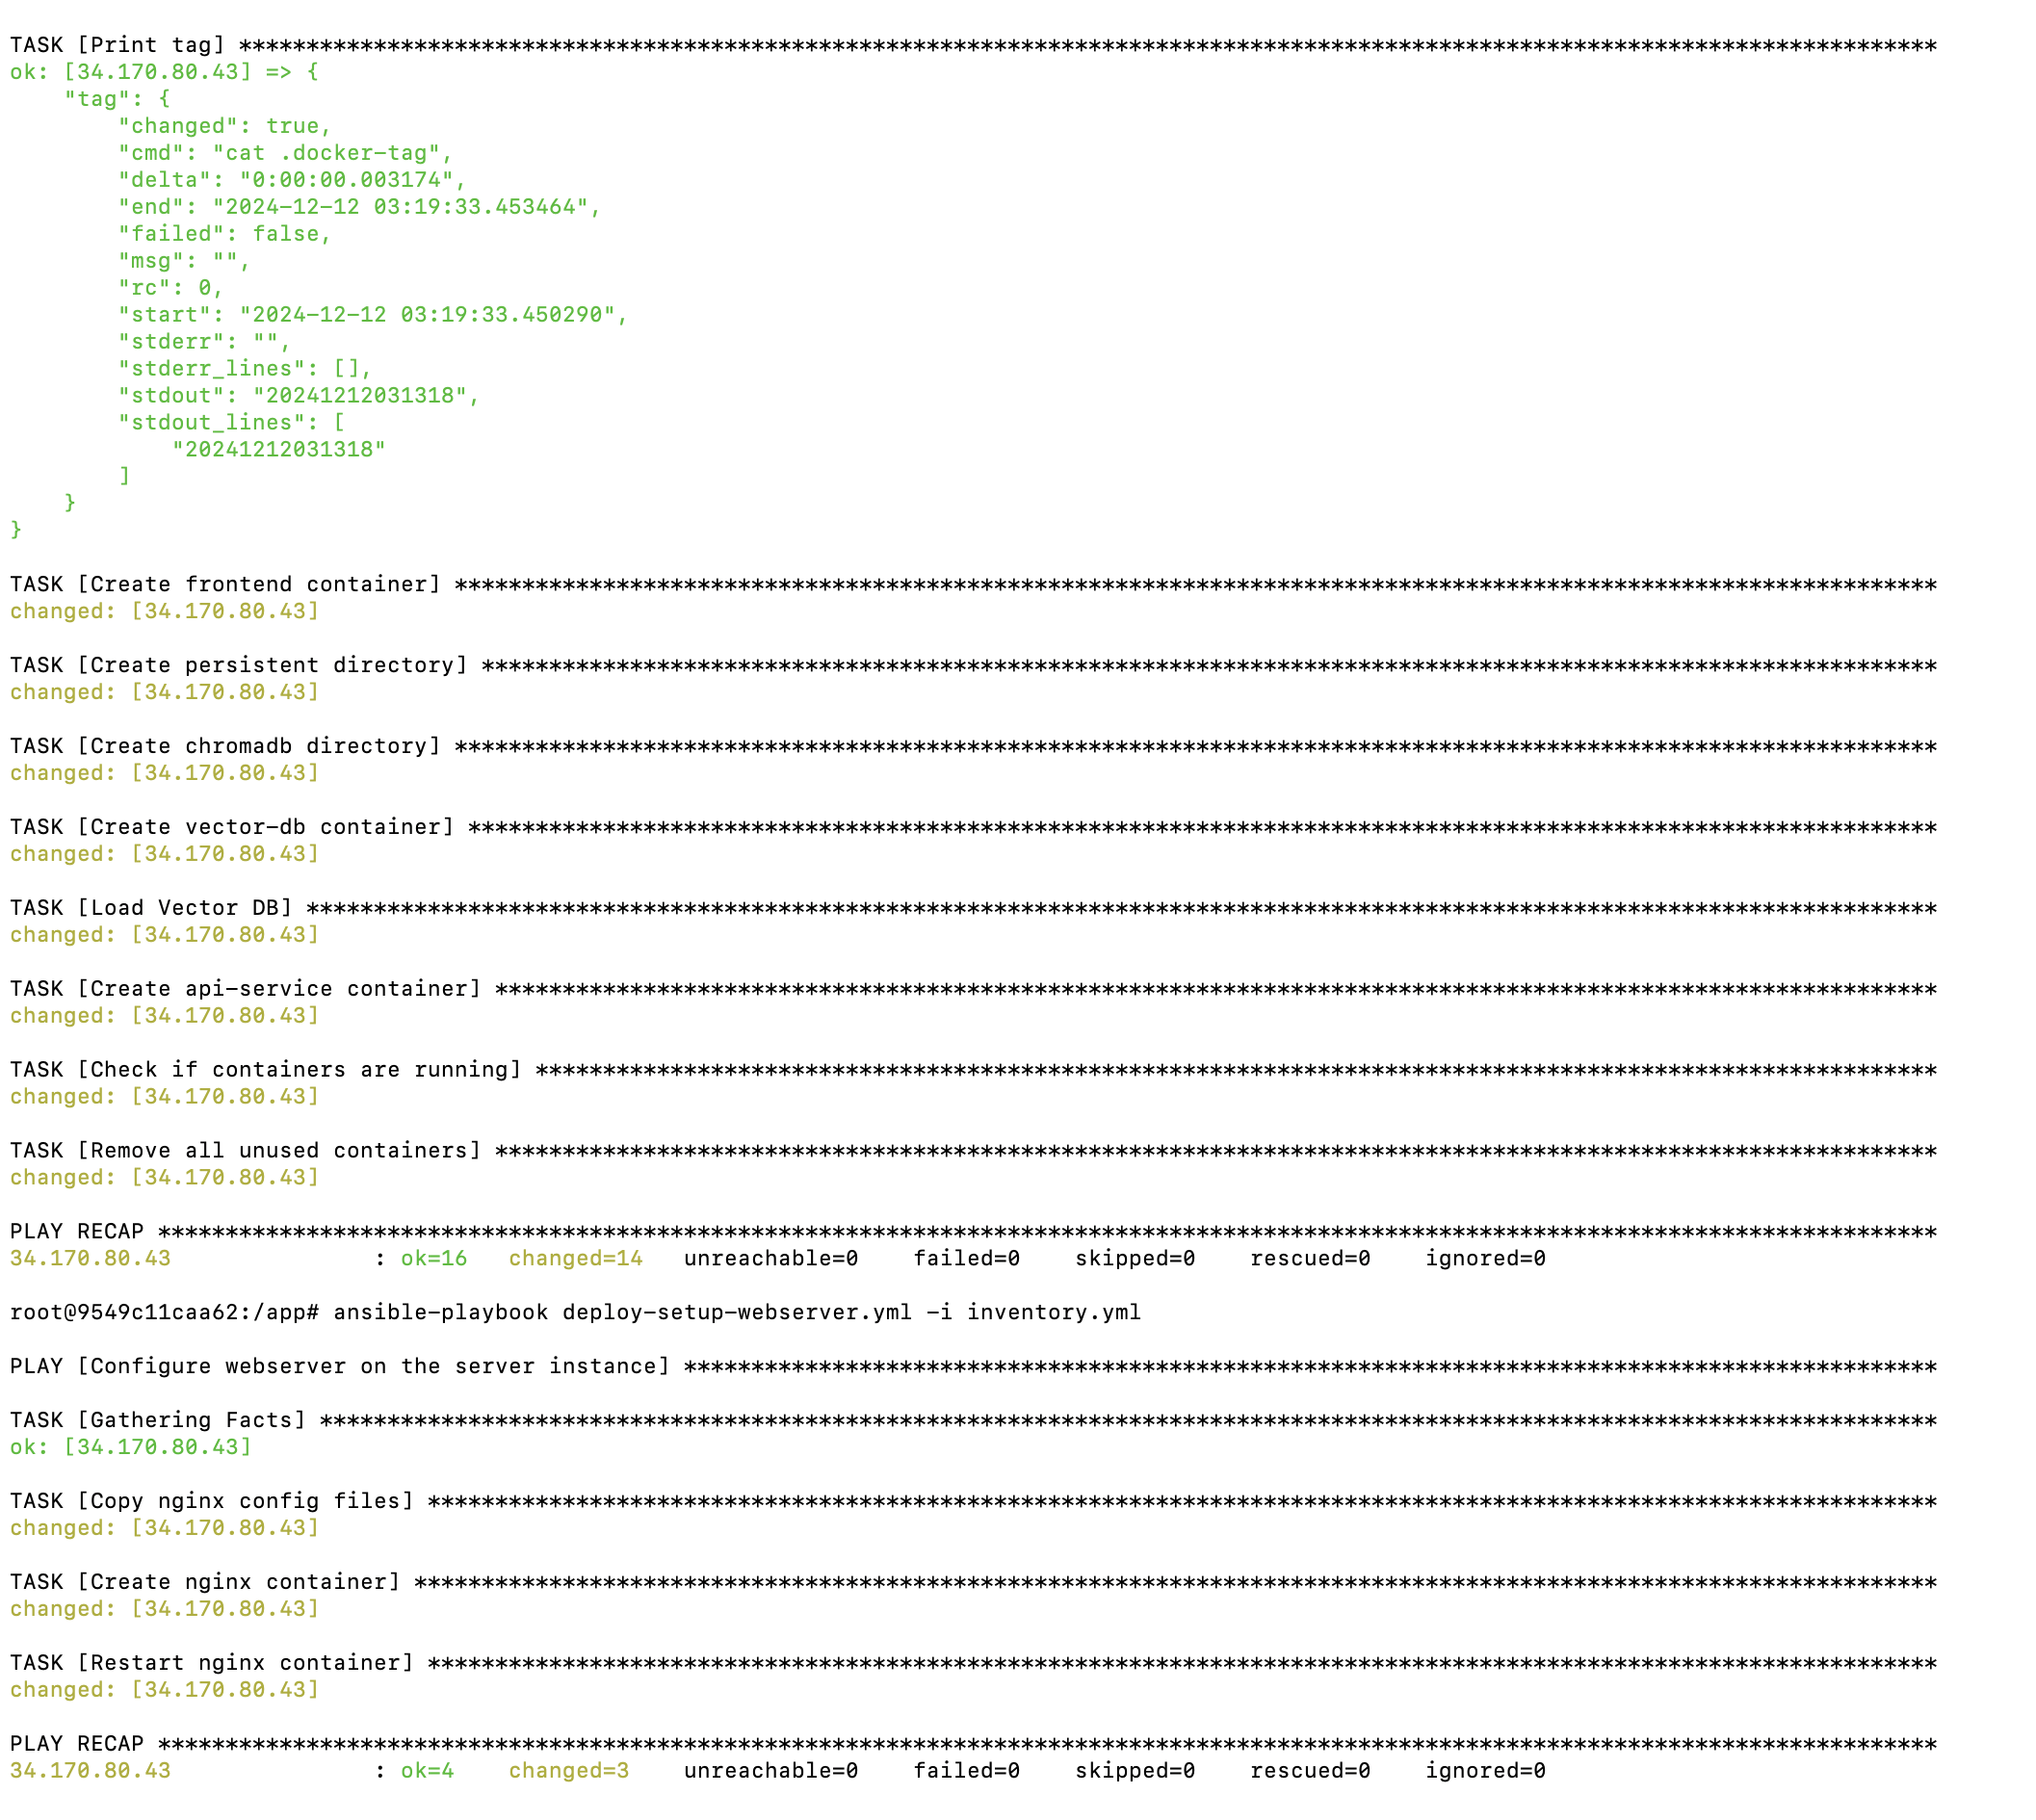 TASK [Print tag] ******************************************************************************************************************************
ok: [34.170.80.43] => {
    "tag": {
        "changed": true,
        "cmd": "cat .docker-tag",
        "delta": "0:00:00.003174",
        "end": "2024-12-12 03:19:33.453464",
        "failed": false,
        "msg": "",
        "rc": 0,
        "start": "2024-12-12 03:19:33.450290",
        "stderr": "",
        "stderr_lines": [],
        "stdout": "20241212031318",
        "stdout_lines": [
            "20241212031318"
        ]
    }
}
TASK [Create frontend container] **************************************************************************************************************
changed: [34.170.80.43]
TASK [Create persistent directory] ************************************************************************************************************
changed: [34.170.80.43]
TASK [Create chromadb directory] **************************************************************************************************************
changed: [34.170.80.43]
TASK [Create vector-db container] *************************************************************************************************************
changed: [34.170.80.43]
TASK [Load Vector DB] *************************************************************************************************************************
changed: [34.170.80.43]
TASK [Create api-service container] ***********************************************************************************************************
changed: [34.170.80.43]
TASK [Check if containers are running] ********************************************************************************************************
changed: [34.170.80.43]
TASK [Remove all unused containers] ***********************************************************************************************************
changed: [34.170.80.43]
PLAY RECAP ************************************************************************************************************************************
34.170.80.43               : ok=16   changed=14   unreachable=0    failed=0    skipped=0    rescued=0    ignored=0
root@9549c11caa62:/app# ansible-playbook deploy-setup-webserver.yml -i inventory.yml
PLAY [Configure webserver on the server instance] *********************************************************************************************
TASK [Gathering Facts] ************************************************************************************************************************
ok: [34.170.80.43]
TASK [Copy nginx config files] ****************************************************************************************************************
changed: [34.170.80.43]
TASK [Create nginx container] *****************************************************************************************************************
changed: [34.170.80.43]
TASK [Restart nginx container] ****************************************************************************************************************
changed: [34.170.80.43]
PLAY RECAP ************************************************************************************************************************************
34.170.80.43               : ok=4    changed=3    unreachable=0    failed=0    skipped=0    rescued=0    ignored=0